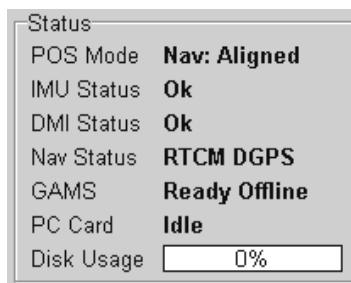 Status
POS Mode Nav: Aligned
IMU Status Ok
DMI Status Ok
Nav Status RTCM DGPS
GAMS Ready Offline
PC Card Idle
Disk Usage 0%